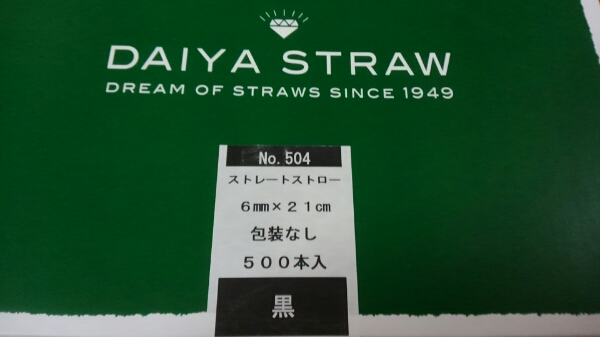 DAIYA STRAW
DREAM OF STRAWS SINCE 1949
No.504
ストレートストロー
6mm×21cm
包装なし
500本入
黒